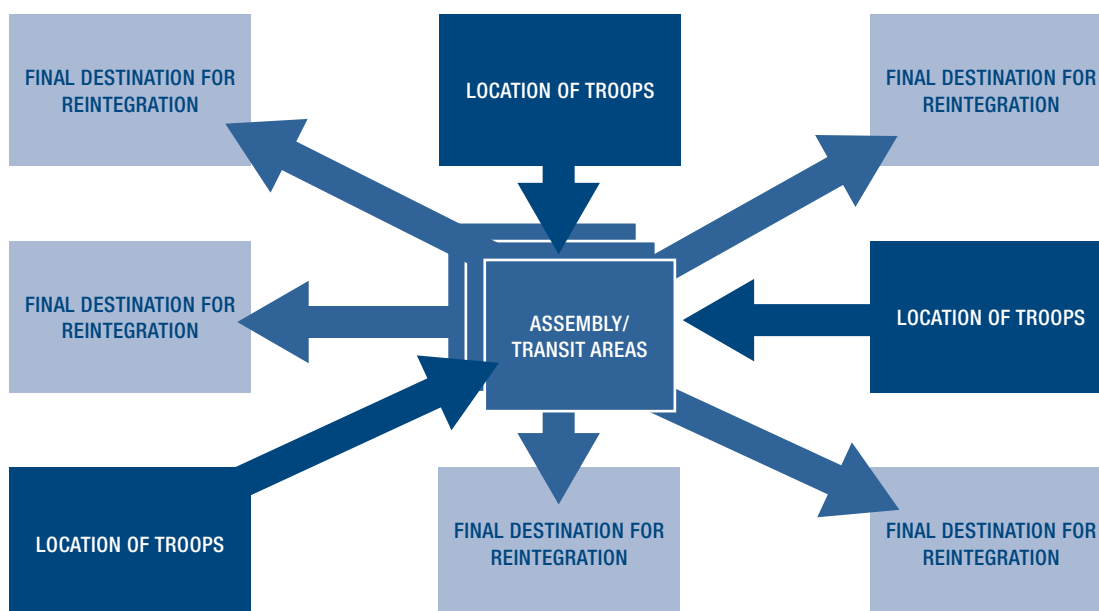 FINAL DESTINATION FOR
REINTEGRATION
LOCATION OF TROOPS
FINAL DESTINATION FOR
REINTEGRATION
FINAL DESTINATION FOR
REINTEGRATION
ASSEMBLY/
TRANSIT AREAS
LOCATION OF TROOPS
LOCATION OF TROOPS
FINAL DESTINATION FOR
REINTEGRATION
FINAL DESTINATION FOR
REINTEGRATION